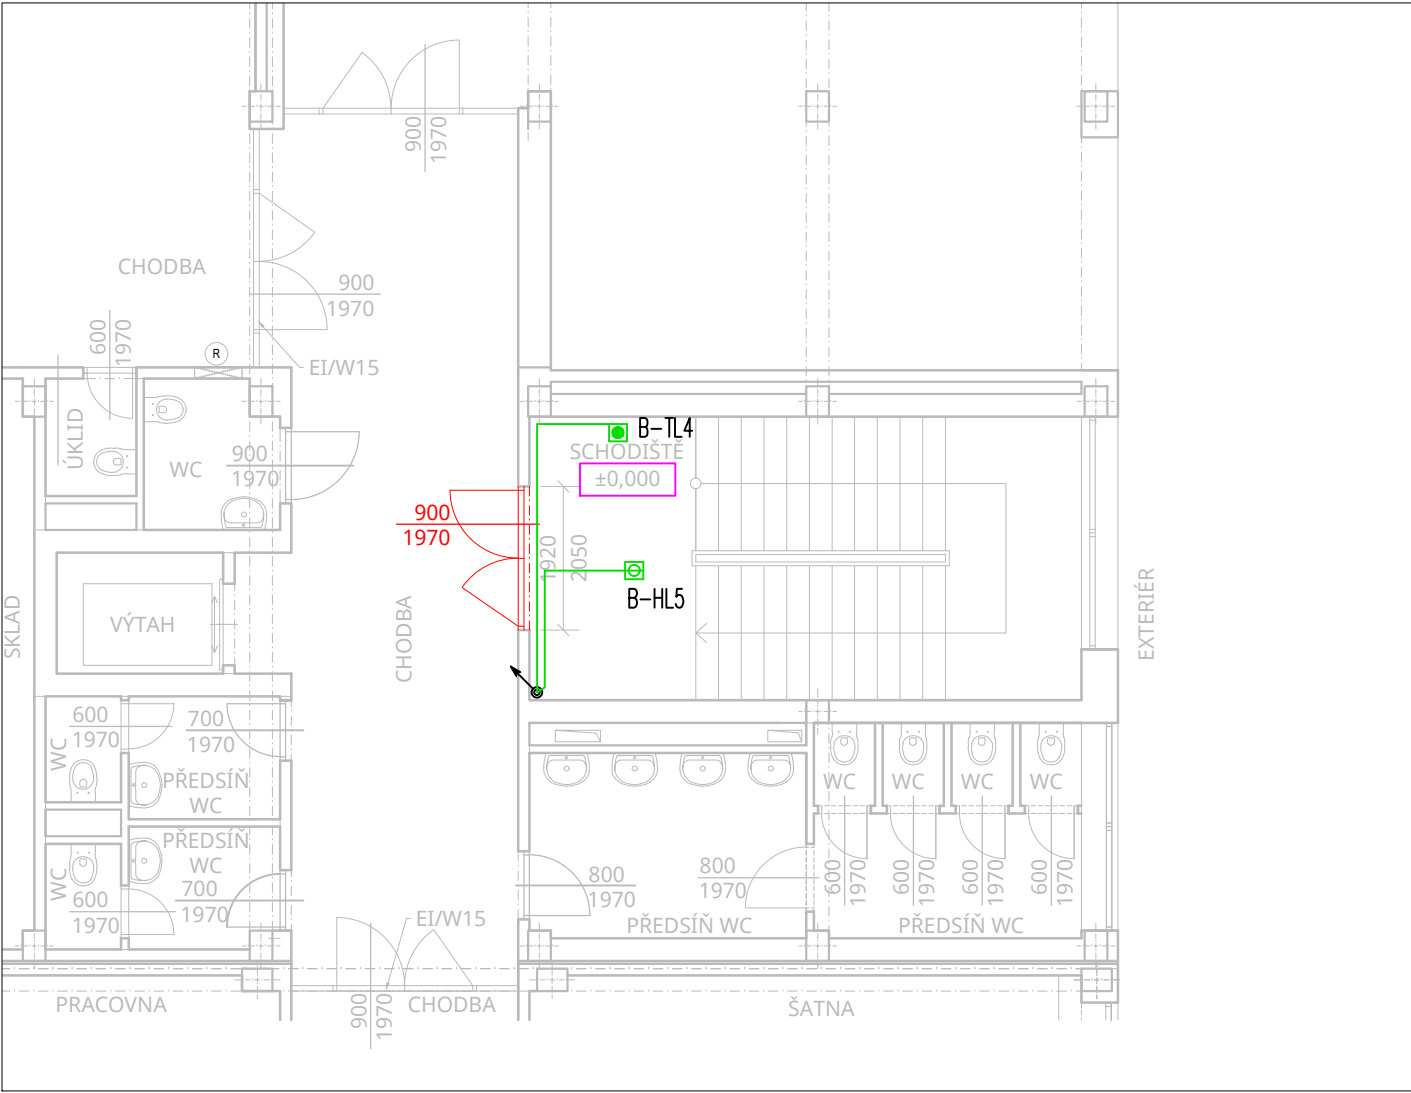 900
1970
CHODBA
900
1970
600
1970
R
EI/W15
ÚKLID
WC
900
1970
B-TL4
SCHODIŠTĚ
±0,000
900
1970
1920
2050
B-HL5
SKLAD
VÝTAH
CHODBA
EXTERIÉR
600
1970
WC
700
1970
PŘEDSÍŇ
WC
PŘEDSÍŇ
WC
WC
600
1970
700
1970
WC
WC
WC
WC
800
1970
800
1970
600
1970
600
1970
600
1970
600
1970
EI/W15
PŘEDSÍŇ WC
PŘEDSÍŇ WC
PRACOVNA
900
1970
CHODBA
ŠATNA